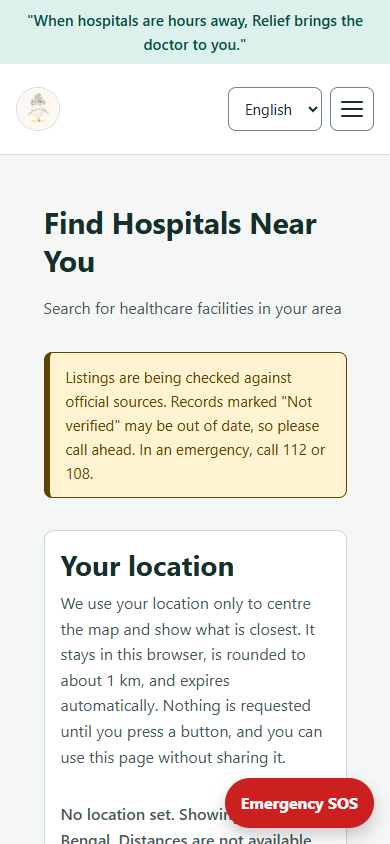 "When hospitals are hours away, Relief brings the
doctor to you."
English
Find Hospitals Near
You
Search for healthcare facilities in your area
Listings are being checked against
official sources. Records marked "Not
verified" may be out of date, so please
call ahead. In an emergency, call 112 or
108.
Your location
We use your location only to centre
the map and show what is closest. It
stays in this browser, is rounded to
about 1 km, and expires
automatically. Nothing is requested
until you press a button, and you can
use this page without sharing it.
No location set.
Bengal. Distances are not available
Emergency SOS